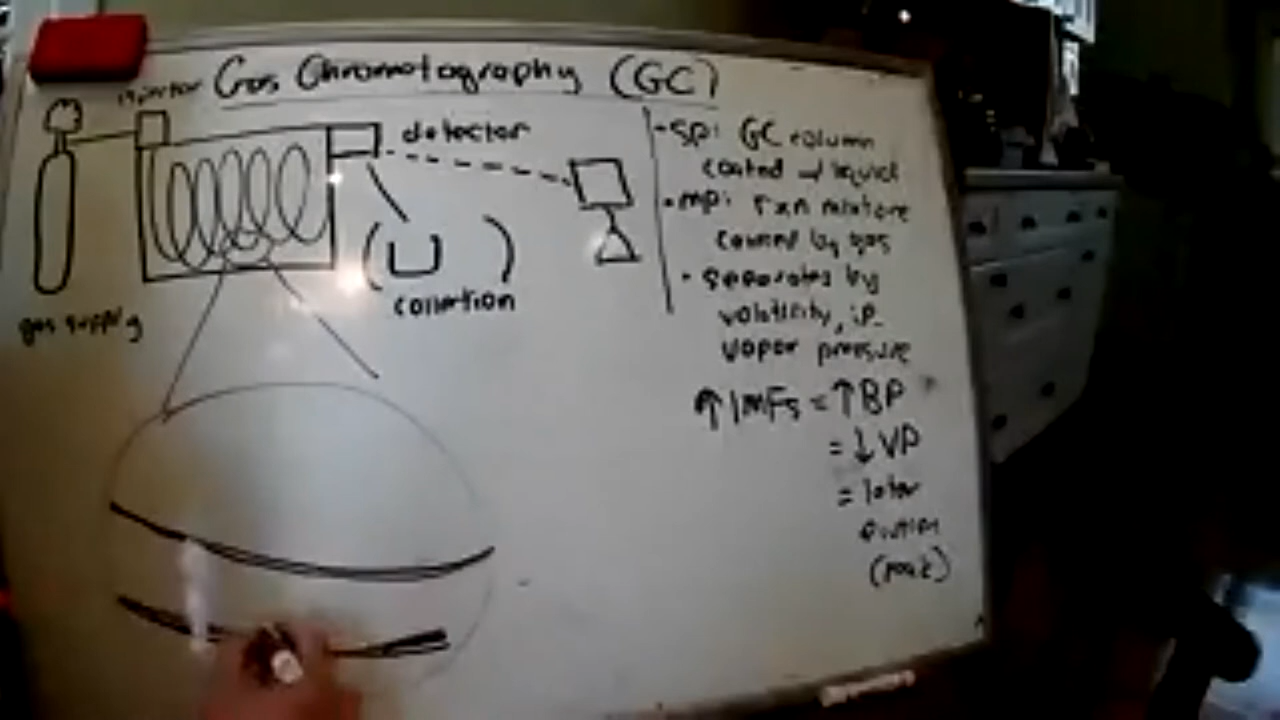 Gas Chromatography (GC)
injector
detector
gas supply
collection
- SP: GC column
coated w liquid
- MP: rxn mixture
carried by gas
- separates by
volatility, ie.
vapor pressure
↑ IMFs = ↑ BP
= ↓ VP
= later
(peak)